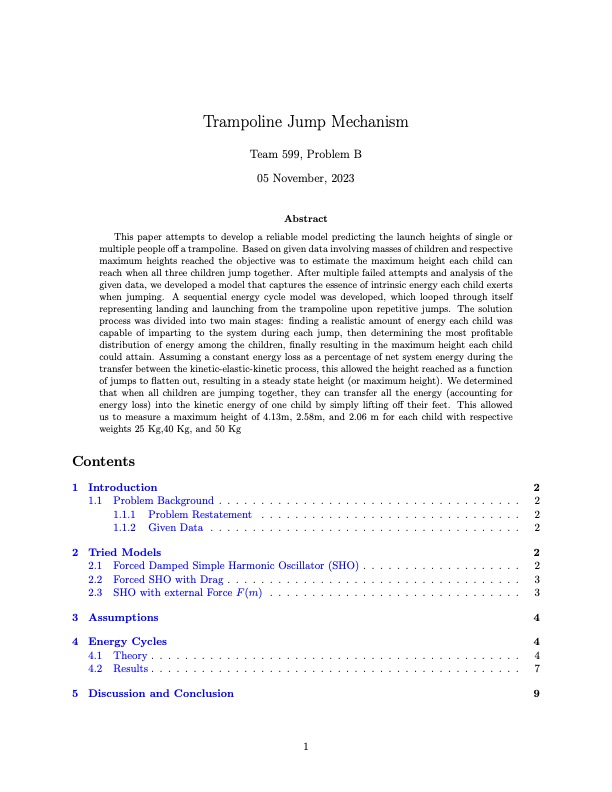 Trampoline Jump Mechanism
Team 599, Problem B
05 November, 2023
Abstract
This paper attempts to develop a reliable model predicting the launch heights of single or
multiple people off a trampoline. Based on given data involving masses of children and respective
maximum heights reached the objective was to estimate the maximum height each child can
reach when all three children jump together. After multiple failed attempts and analysis of the
given data, we developed a model that captures the essence of intrinsic energy each child exerts
when jumping. A sequential energy cycle model was developed, which looped through itself
representing landing and launching from the trampoline upon repetitive jumps. The solution
process was divided into two main stages: finding a realistic amount of energy each child was
capable of imparting to the system during each jump, then determining the most profitable
distribution of energy among the children, finally resulting in the maximum height each child
could attain. Assuming a constant energy loss as a percentage of net system energy during the
transfer between the kinetic-elastic-kinetic process, this allowed the height reached as a function
of jumps to flatten out, resulting in a steady state height (or maximum height). We determined
that when all children are jumping together, they can transfer all the energy (accounting for
energy loss) into the kinetic energy of one child by simply lifting off their feet. This allowed
us to measure a maximum height of 4.13m, 2.58m, and 2.06 m for each child with respective
weights 25 Kg,40 Kg, and 50 Kg
Contents
1 Introduction 2
1.1 Problem Background . . . . . . . . . . . . . . . . . . . . . . . . . . . . . . . . . . . . 2
1.1.1 Problem Restatement . . . . . . . . . . . . . . . . . . . . . . . . . . . . . . . 2
1.1.2 Given Data . . . . . . . . . . . . . . . . . . . . . . . . . . . . . . . . . . . . . 2
2 Tried Models 2
2.1 Forced Damped Simple Harmonic Oscillator (SHO) . . . . . . . . . . . . . . . . . . . 2
2.2 Forced SHO with Drag . . . . . . . . . . . . . . . . . . . . . . . . . . . . . . . . . . . 3
2.3 SHO with external Force F(m) . . . . . . . . . . . . . . . . . . . . . . . . . . . . . . 3
3 Assumptions 4
4 Energy Cycles 4
4.1 Theory . . . . . . . . . . . . . . . . . . . . . . . . . . . . . . . . . . . . . . . . . . . . 4
4.2 Results . . . . . . . . . . . . . . . . . . . . . . . . . . . . . . . . . . . . . . . . . . . . 7
5 Discussion and Conclusion 9
1